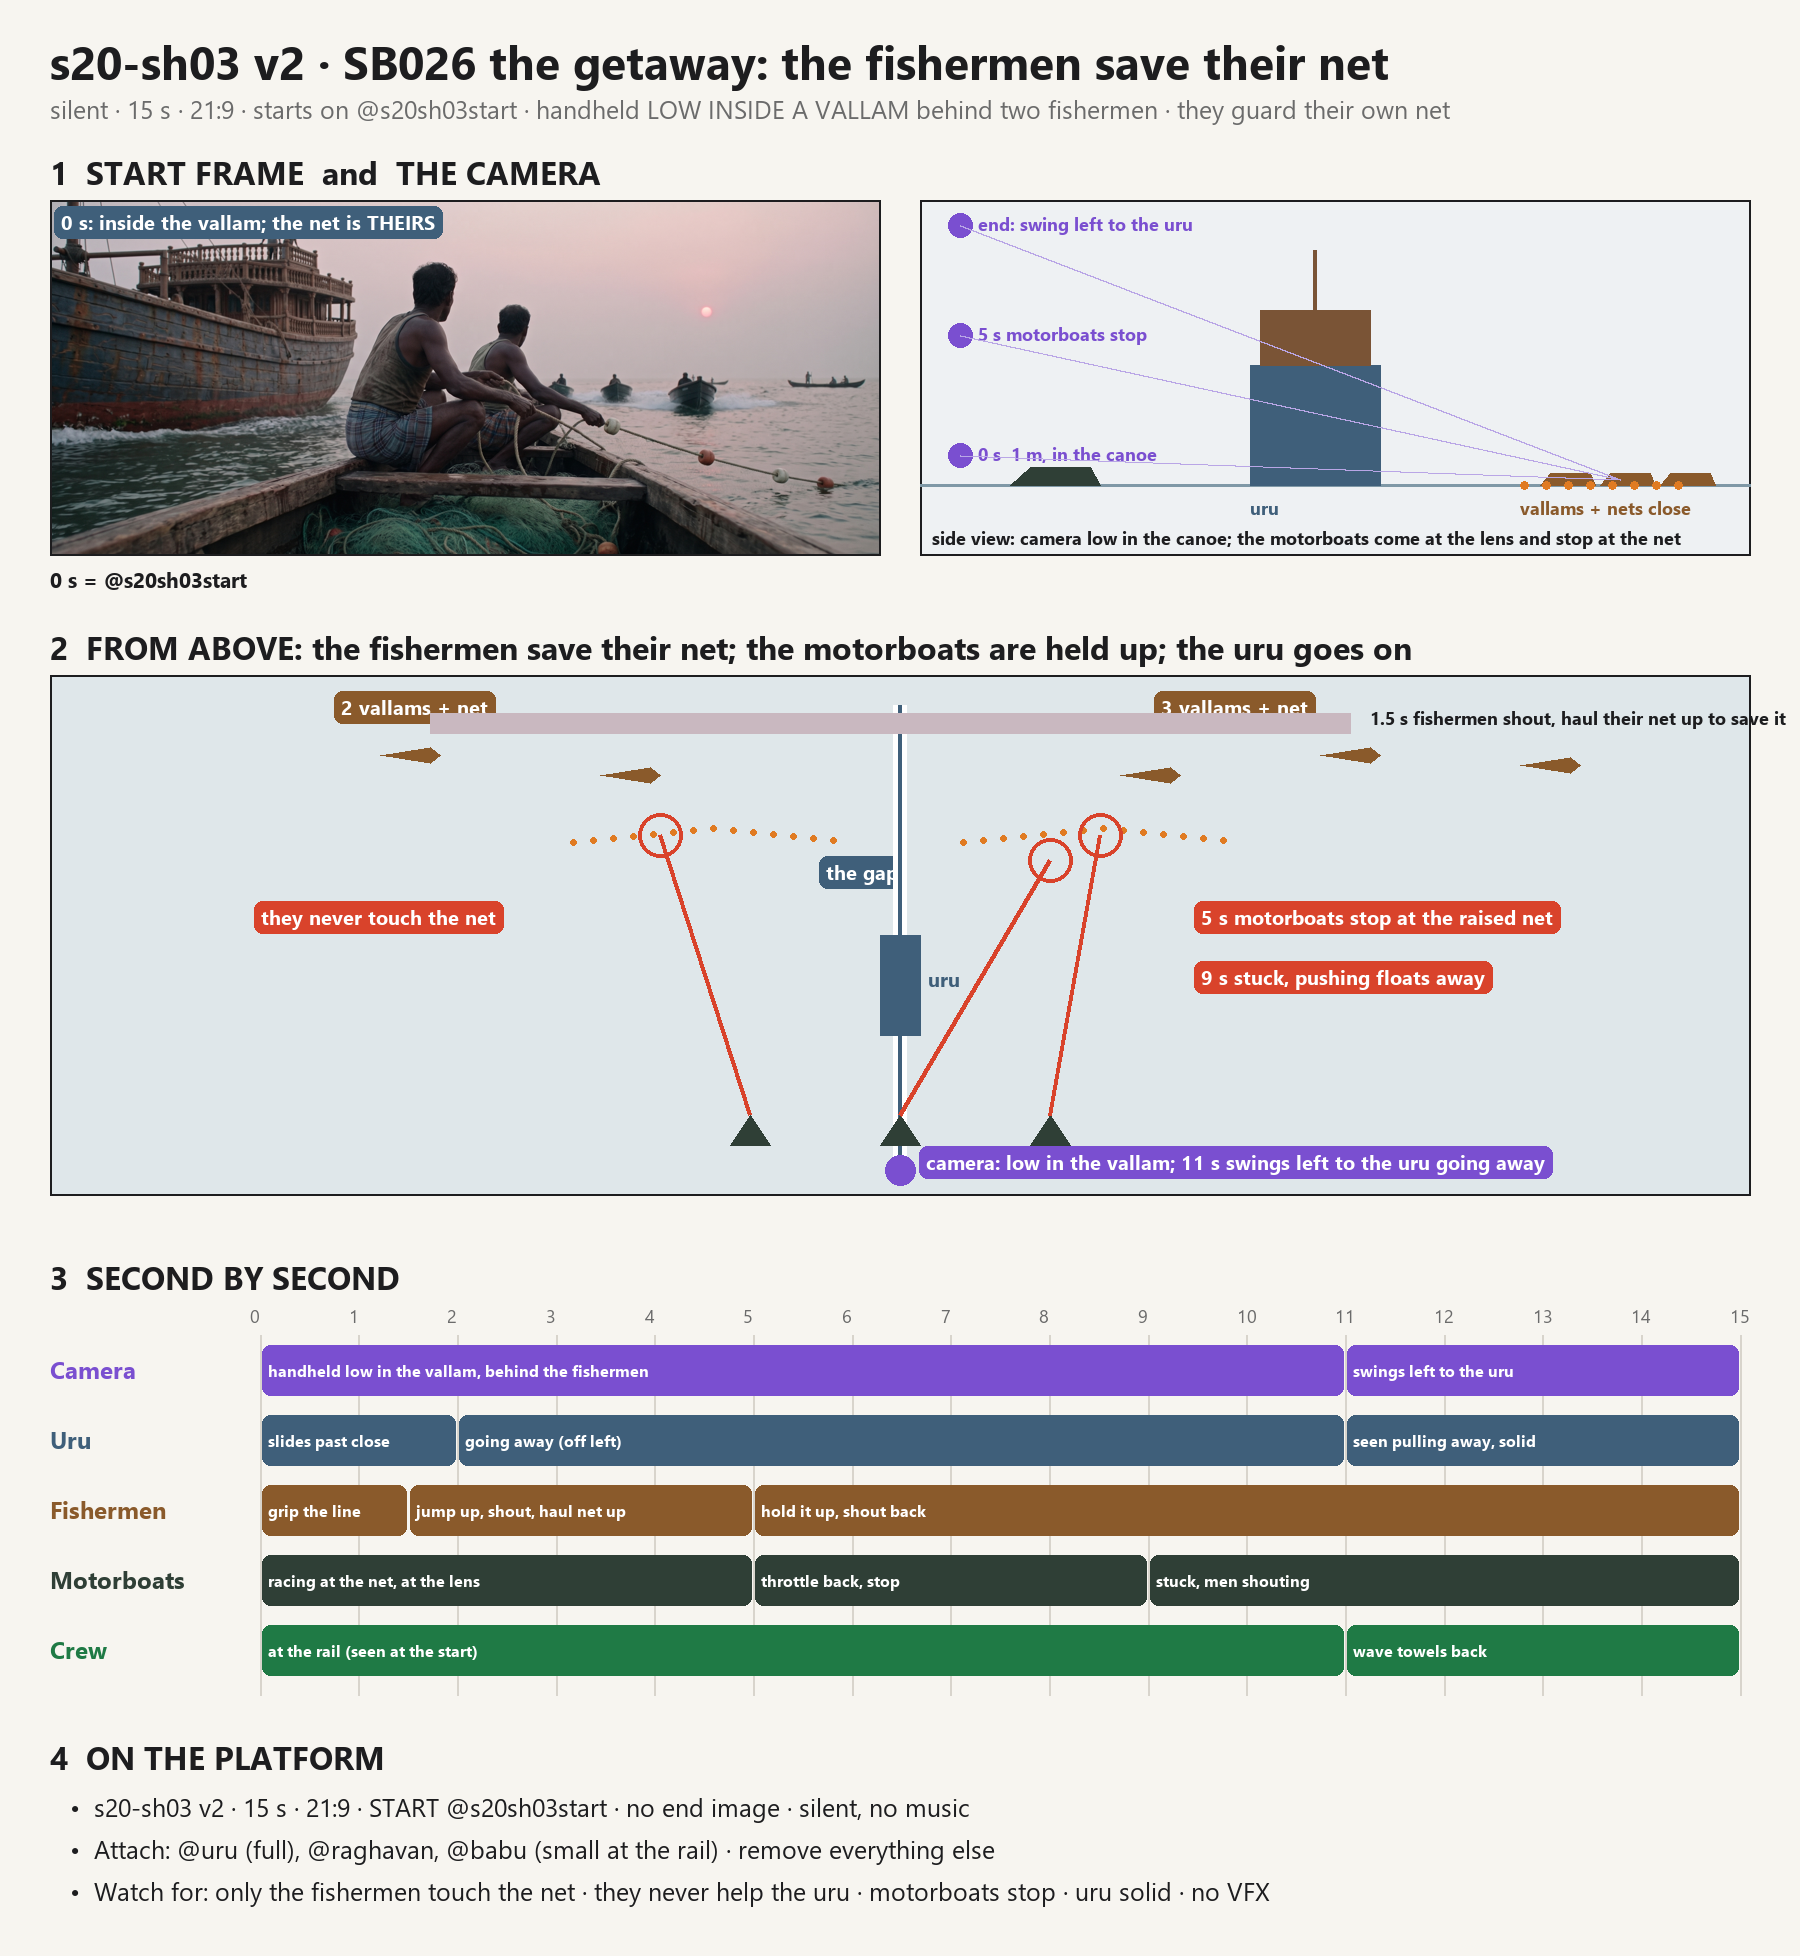 s20-sh03 v2 · SB026 the getaway: the fishermen save their net
silent · 15 s · 21:9 · starts on @s20sh03start · handheld LOW INSIDE A VALLAM behind two fishermen · they guard their own net
1 START FRAME and THE CAMERA
0 s: inside the vallam; the net is THEIRS
end: swing left to the uru
5 s motorboats stop
0 s 1 m, in the canoe
uru
vallams + nets close
side view: camera low in the canoe; the motorboats come at the lens and stop at the net
0 s = @s20sh03start
2 FROM ABOVE: the fishermen save their net; the motorboats are held up; the uru goes on
2 vallams + net
3 vallams + net
1.5 s fishermen shout, haul their net up to save it
the gap
they never touch the net
5 s motorboats stop at the raised net
9 s stuck, pushing floats away
uru
camera: low in the vallam; 11 s swings left to the uru going away
3 SECOND BY SECOND
0 1 2 3 4 5 6 7 8 9 10 11 12 13 14 15
Camera
handheld low in the vallam, behind the fishermen
swings left to the uru
Uru
slides past close
going away (off left)
seen pulling away, solid
Fishermen
grip the line
jump up, shout, haul net up
hold it up, shout back
Motorboats
racing at the net, at the lens
throttle back, stop
stuck, men shouting
Crew
at the rail (seen at the start)
wave towels back
4 ON THE PLATFORM
• s20-sh03 v2 · 15 s · 21:9 · START @s20sh03start · no end image · silent, no music
• Attach: @uru (full), @raghavan, @babu (small at the rail) · remove everything else
• Watch for: only the fishermen touch the net · they never help the uru · motorboats stop · uru solid · no VFX